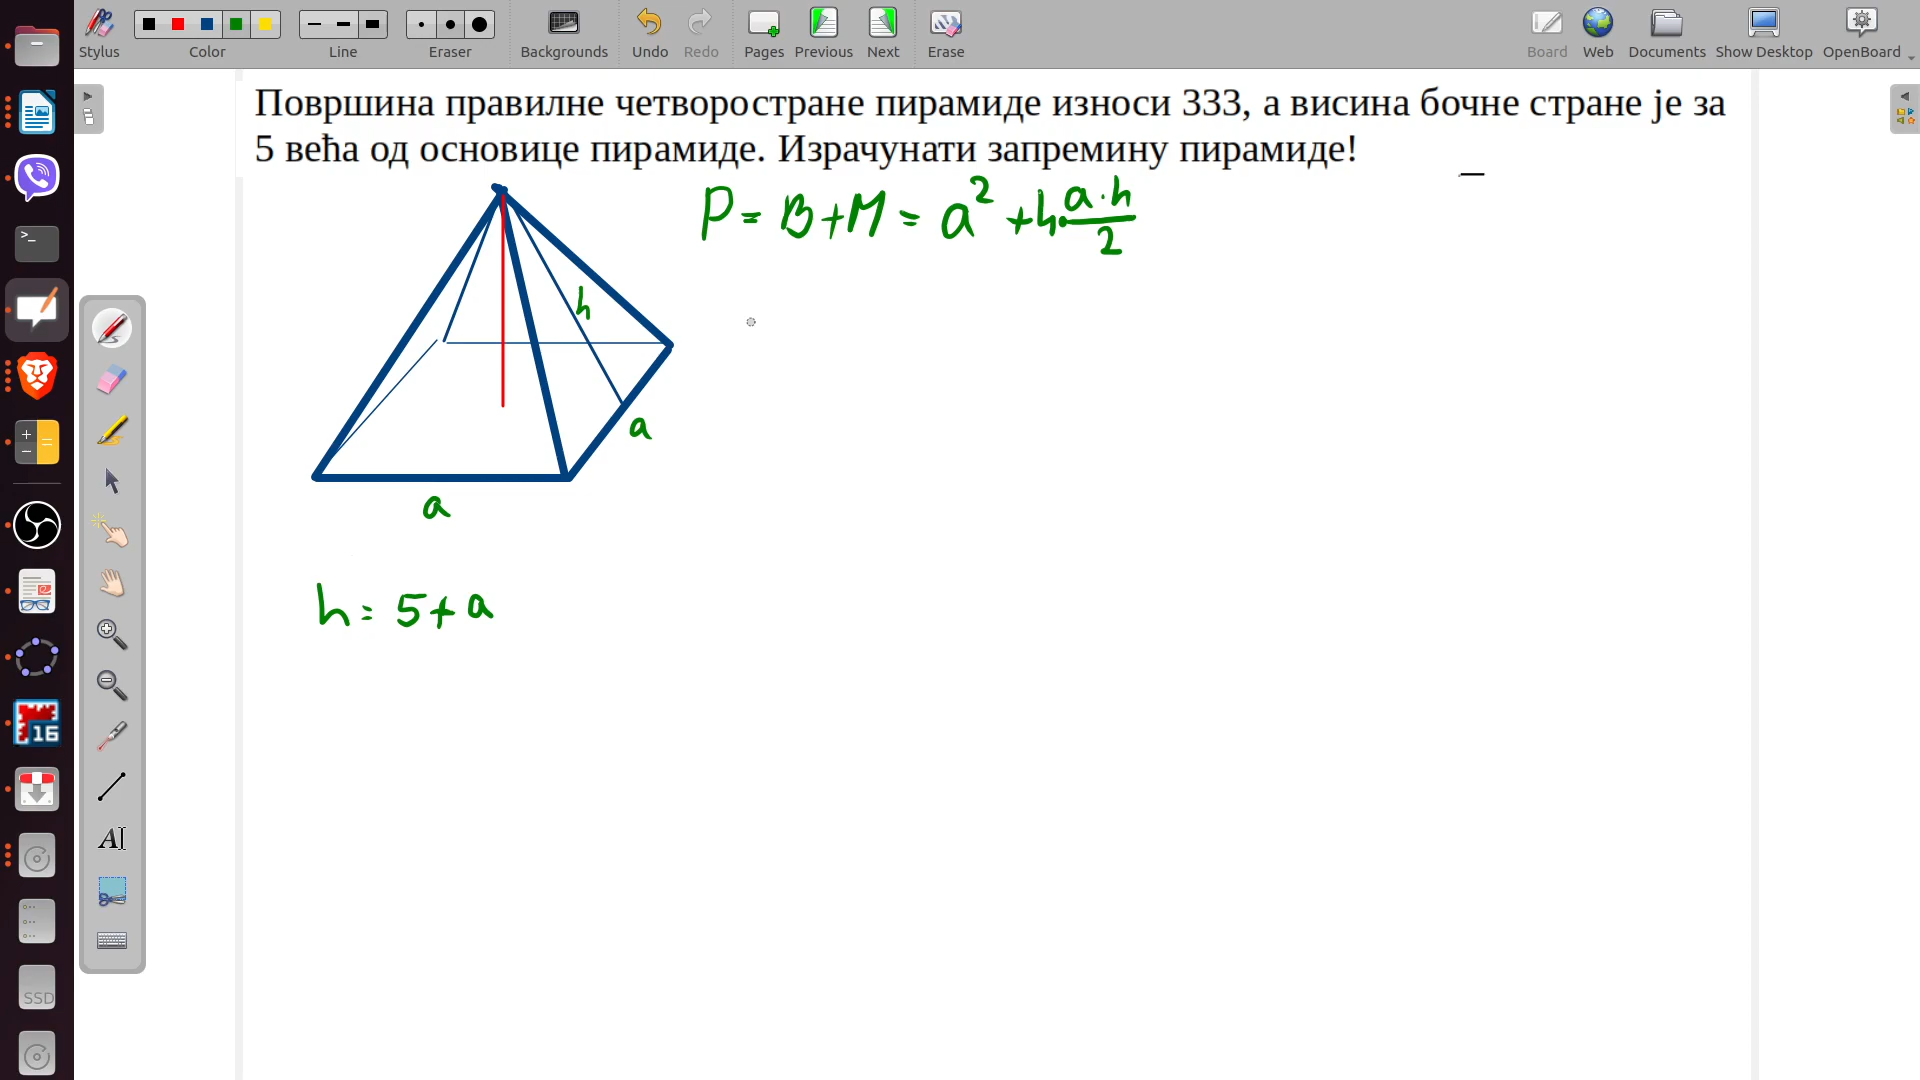 Stylus
Color
Line
Eraser
Backgrounds
Undo
Redo
Pages
Previous
Next
Erase
Board
Web
Documents
Show Desktop
OpenBoard
Површина правилне четворостране пирамиде износи 333, а висина бочне стране је за
5 већа од основице пирамиде. Израчунати запремину пирамиде!
P = B + M = a² + 4 · a · h / 2
h
a
a
h = 5 + a
16
SSD